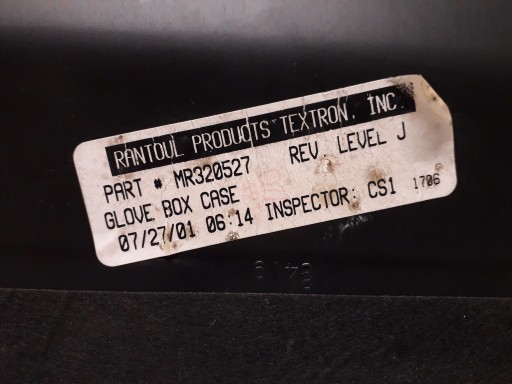 RANTOUL PRODUCTS TEXTRON, INC.
PART # MR320527 REV. LEVEL J
GLOVE BOX CASE
07/27/01 06:14 INSPECTOR: CS1 1706